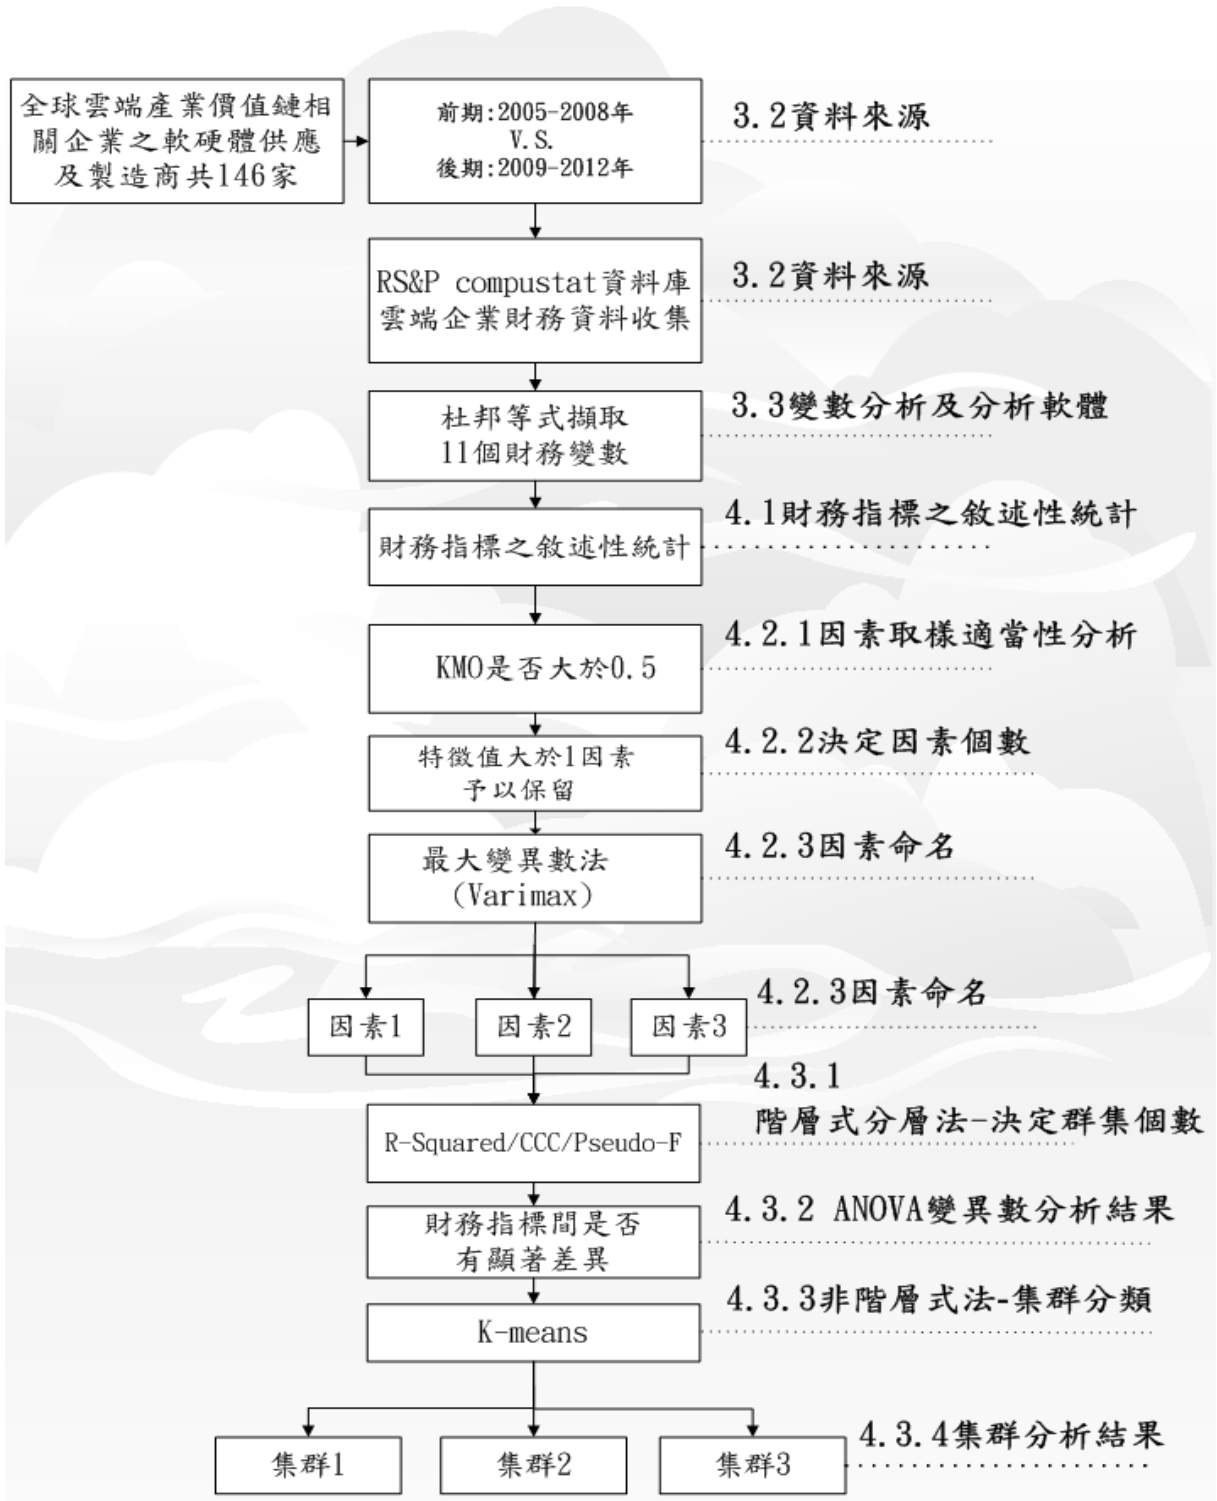 全球雲端產業價值鏈相
關企业之軟硬體供應
及製造商共146家
前期:2005-2008年
V.S.
後期:2009-2012年
3.2資料來源
RS&P compustat資料庫
雲端企業財務資料收集
3.2資料來源
杜邦等式擷取
11個財務變數
3.3變數分析及分析軟體
財務指標之敘述性統計
4.1財務指標之敘述性統計
KMO是否大於0.5
4.2.1因素取樣適當性分析
特徵值大於1因素
予以保留
4.2.2決定因素個數
最大變異數法
(Varimax)
4.2.3因素命名
因素1
因素2
因素3
4.2.3因素命名
R-Squared/CCC/Pseudo-F
4.3.1
階層式分層法-決定群集個數
財務指標間是否
有顯著差異
4.3.2 ANOVA變異數分析結果
K-means
4.3.3非階層式法-集群分類
集群1
集群2
集群3
4.3.4集群分析結果